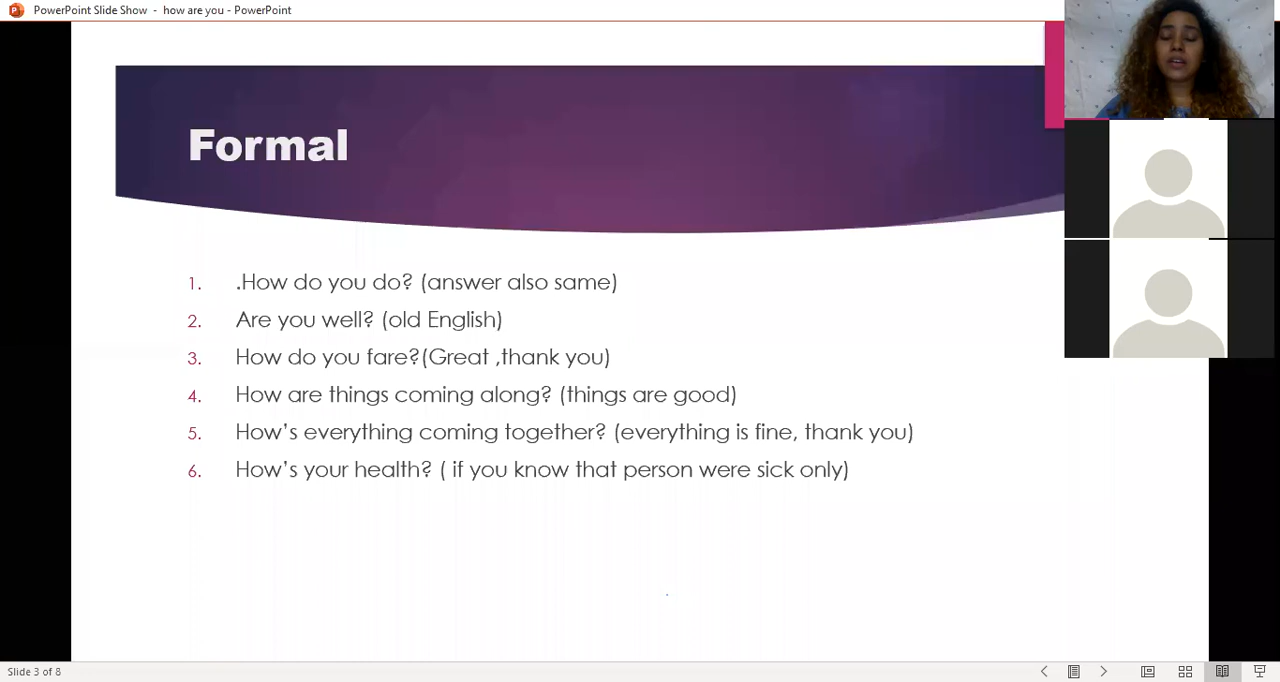 PowerPoint Slide Show - how are you - PowerPoint
Formal
1. .How do you do? (answer also same)
2. Are you well? (old English)
3. How do you fare?(Great ,thank you)
4. How are things coming along? (things are good)
5. How's everything coming together? (everything is fine, thank you)
6. How's your health? ( if you know that person were sick only)
Slide 3 of 8